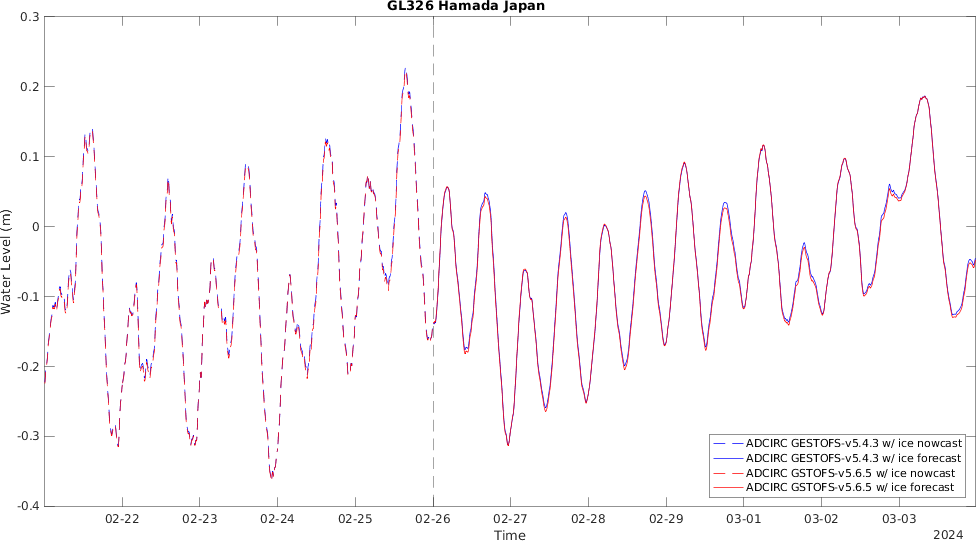 GL326 Hamada Japan
0.3
0.2
0.1
0
-0.1
-0.2
-0.3
-0.4
Water Level (m)
ADCIRC GESTOFS-v5.4.3 w/ ice nowcast
ADCIRC GESTOFS-v5.4.3 w/ ice forecast
ADCIRC GSTOFS-v5.6.5 w/ ice nowcast
ADCIRC GSTOFS-v5.6.5 w/ ice forecast
02-22 02-23 02-24 02-25 02-26 02-27 02-28 02-29 03-01 03-02 03-03
Time
2024